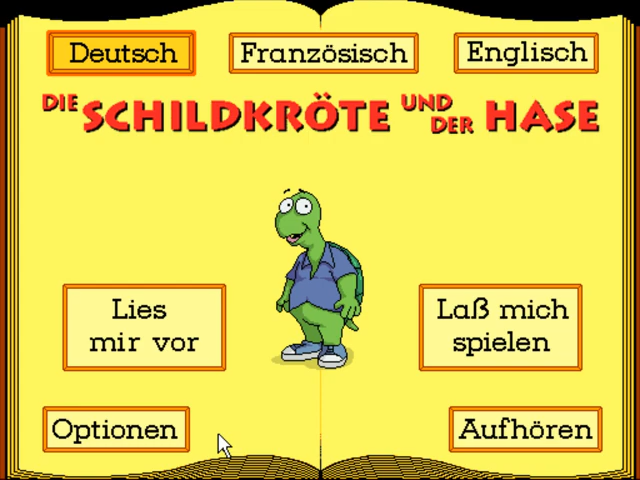 Deutsch
Französisch
Englisch
DIE SCHILDKRÖTE UND DER HASE
Lies
mir vor
Laß mich
spielen
Optionen
Aufhören